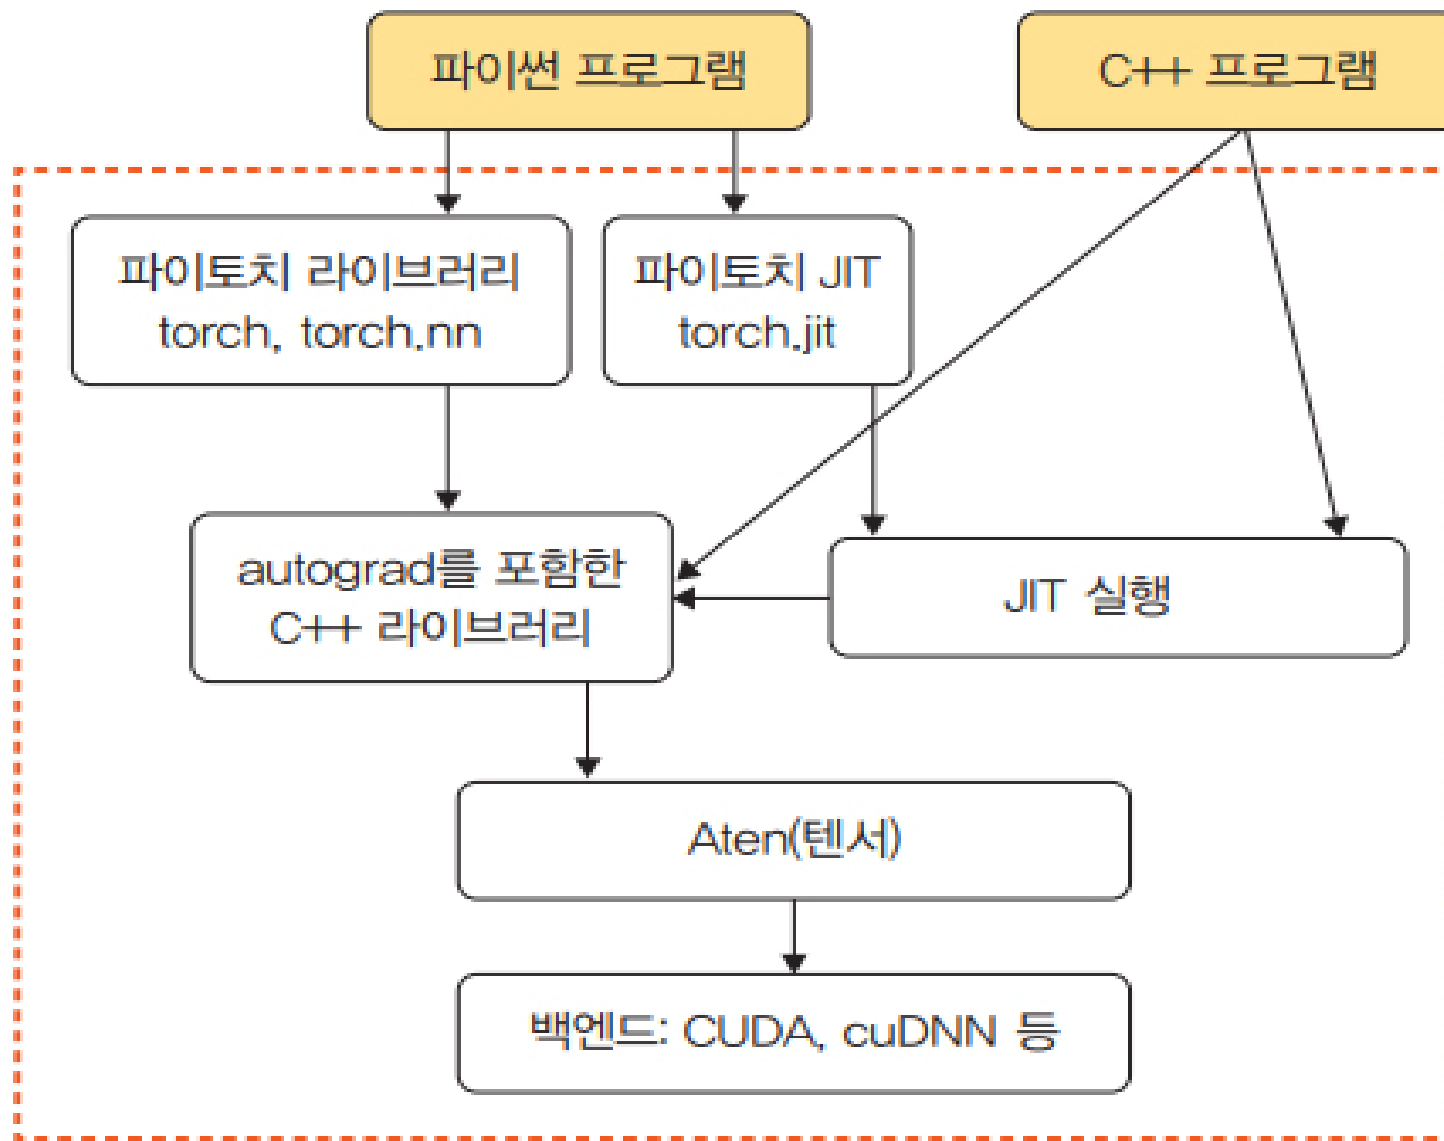 파이썬 프로그램
C++ 프로그램
파이토치 라이브러리
torch, torch.nn
파이토치 JIT
torch.jit
autograd를 포함한
C++ 라이브러리
JIT 실행
Aten(텐서)
백엔드: CUDA, cuDNN 등